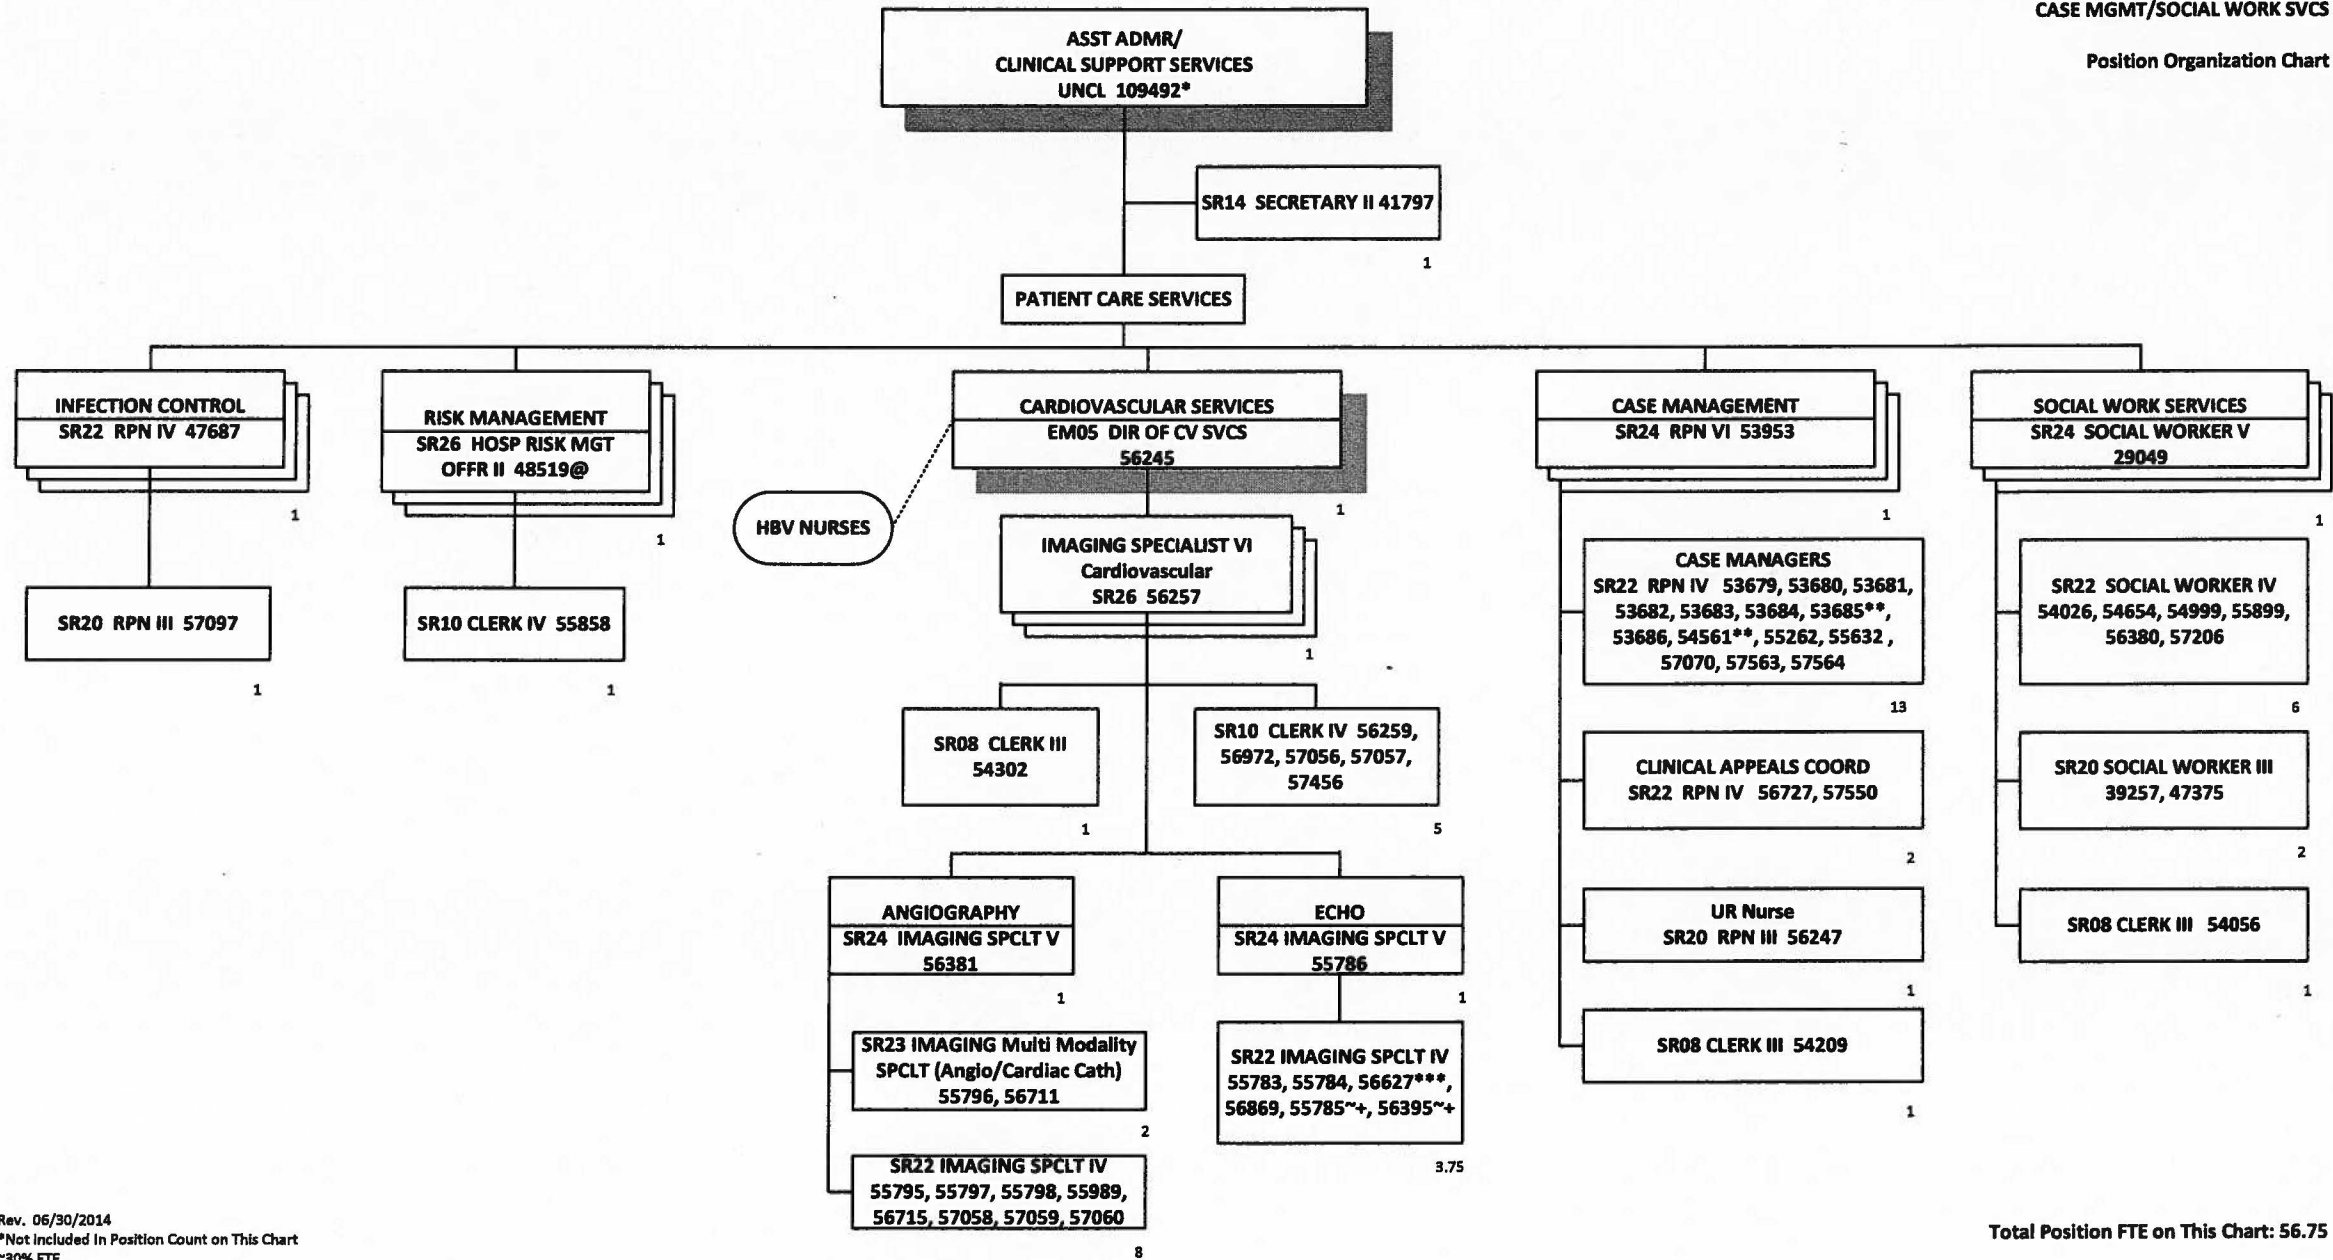 CASE MGMT/SOCIAL WORK SVCS
Position Organization Chart
ASST ADMR/
CLINICAL SUPPORT SERVICES
UNCL 109492*
SR14 SECRETARY II 41797
1
PATIENT CARE SERVICES
INFECTION CONTROL
SR22 RPN IV 47687
1
SR20 RPN III 57097
1
RISK MANAGEMENT
SR26 HOSP RISK MGT
OFFR II 48519@
1
SR10 CLERK IV 55858
1
CARDIOVASCULAR SERVICES
EM05 DIR OF CV SVCS
56245
1
HBV NURSES
IMAGING SPECIALIST VI
Cardiovascular
SR26 56257
1
SR08 CLERK III
54302
1
SR10 CLERK IV 56259,
56972, 57056, 57057,
57456
5
ANGIOGRAPHY
SR24 IMAGING SPCLT V
56381
1
SR23 IMAGING Multi Modality
SPCLT (Angio/Cardiac Cath)
55796, 56711
2
SR22 IMAGING SPCLT IV
55795, 55797, 55798, 55989,
56715, 57058, 57059, 57060
8
ECHO
SR24 IMAGING SPCLT V
55786
1
SR22 IMAGING SPCLT IV
55783, 55784, 56627***,
56869, 55785~+, 56395~+
3.75
CASE MANAGEMENT
SR24 RPN VI 53953
1
CASE MANAGERS
SR22 RPN IV 53679, 53680, 53681,
53682, 53683, 53684, 53685**,
53686, 54561**, 55262, 55632 ,
57070, 57563, 57564
13
CLINICAL APPEALS COORD
SR22 RPN IV 56727, 57550
2
UR Nurse
SR20 RPN III 56247
1
SR08 CLERK III 54209
1
SOCIAL WORK SERVICES
SR24 SOCIAL WORKER V
29049
1
SR22 SOCIAL WORKER IV
54026, 54654, 54999, 55899,
56380, 57206
6
SR20 SOCIAL WORKER III
39257, 47375
2
SR08 CLERK III 54056
1
Rev. 06/30/2014
*Not Included In Position Count on This Chart
Total Position FTE on This Chart: 56.75